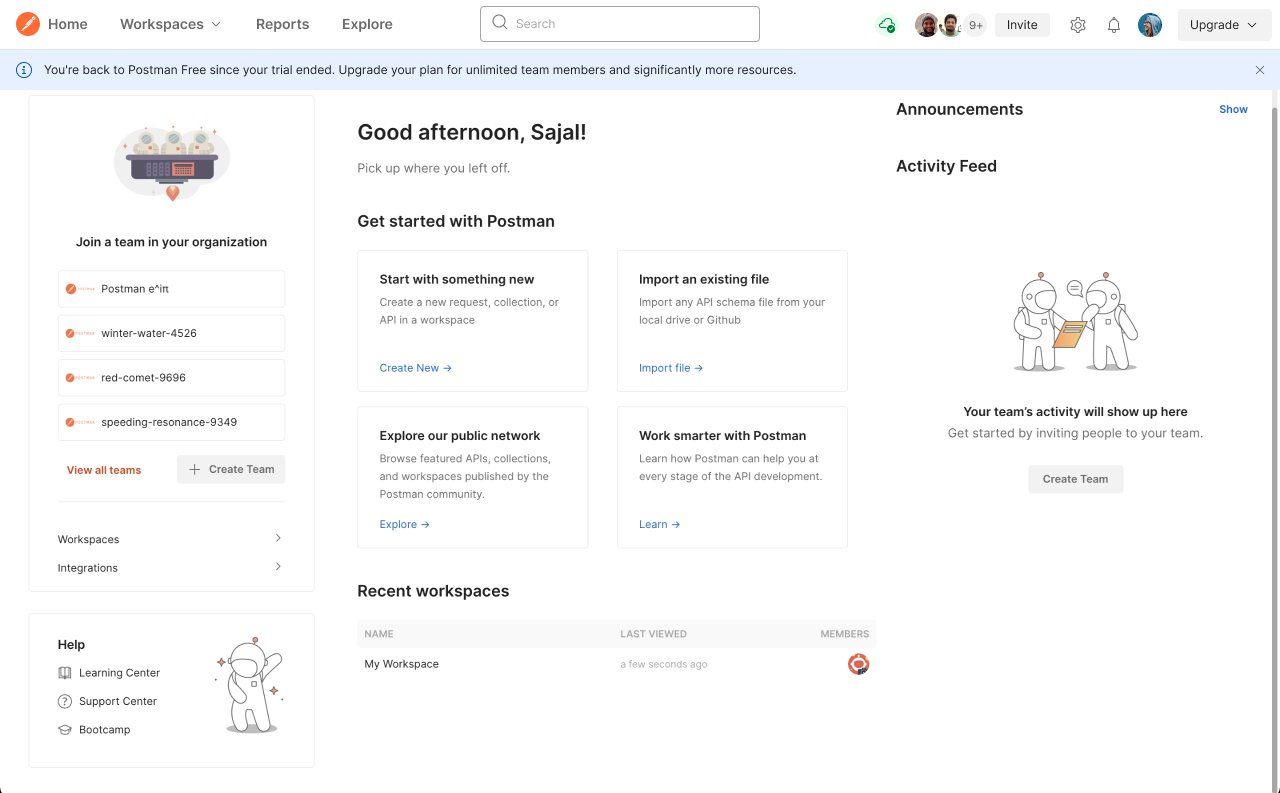 Home
Workspaces
Reports
Explore
Search
9+
Invite
Upgrade
You're back to Postman Free since your trial ended. Upgrade your plan for unlimited team members and significantly more resources.
Join a team in your organization
Postman e^iπ
winter-water-4526
red-comet-9696
speeding-resonance-9349
View all teams
Create Team
Workspaces
Integrations
Help
Learning Center
Support Center
Bootcamp
Good afternoon, Sajal!
Pick up where you left off.
Get started with Postman
Start with something new
Create a new request, collection, or
API in a workspace
Create New →
Import an existing file
Import any API schema file from your
local drive or Github
Import file →
Explore our public network
Browse featured APIs, collections,
and workspaces published by the
Postman community.
Explore →
Work smarter with Postman
Learn how Postman can help you at
every stage of the API development.
Learn →
Recent workspaces
NAME LAST VIEWED MEMBERS
My Workspace a few seconds ago
Announcements
Show
Activity Feed
Your team's activity will show up here
Get started by inviting people to your team.
Create Team